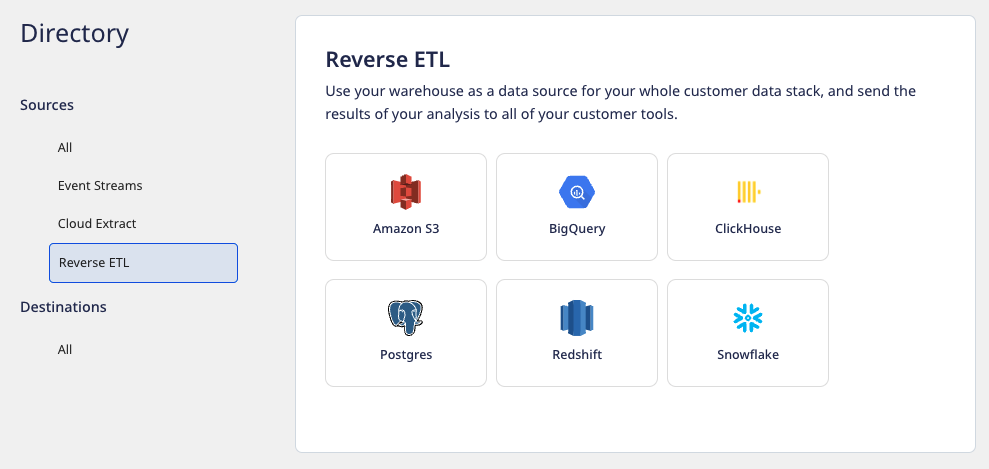 Directory
Sources
All
Event Streams
Cloud Extract
Reverse ETL
Destinations
All
Reverse ETL
Use your warehouse as a data source for your whole customer data stack, and send the
results of your analysis to all of your customer tools.
Amazon S3
BigQuery
ClickHouse
Postgres
Redshift
Snowflake